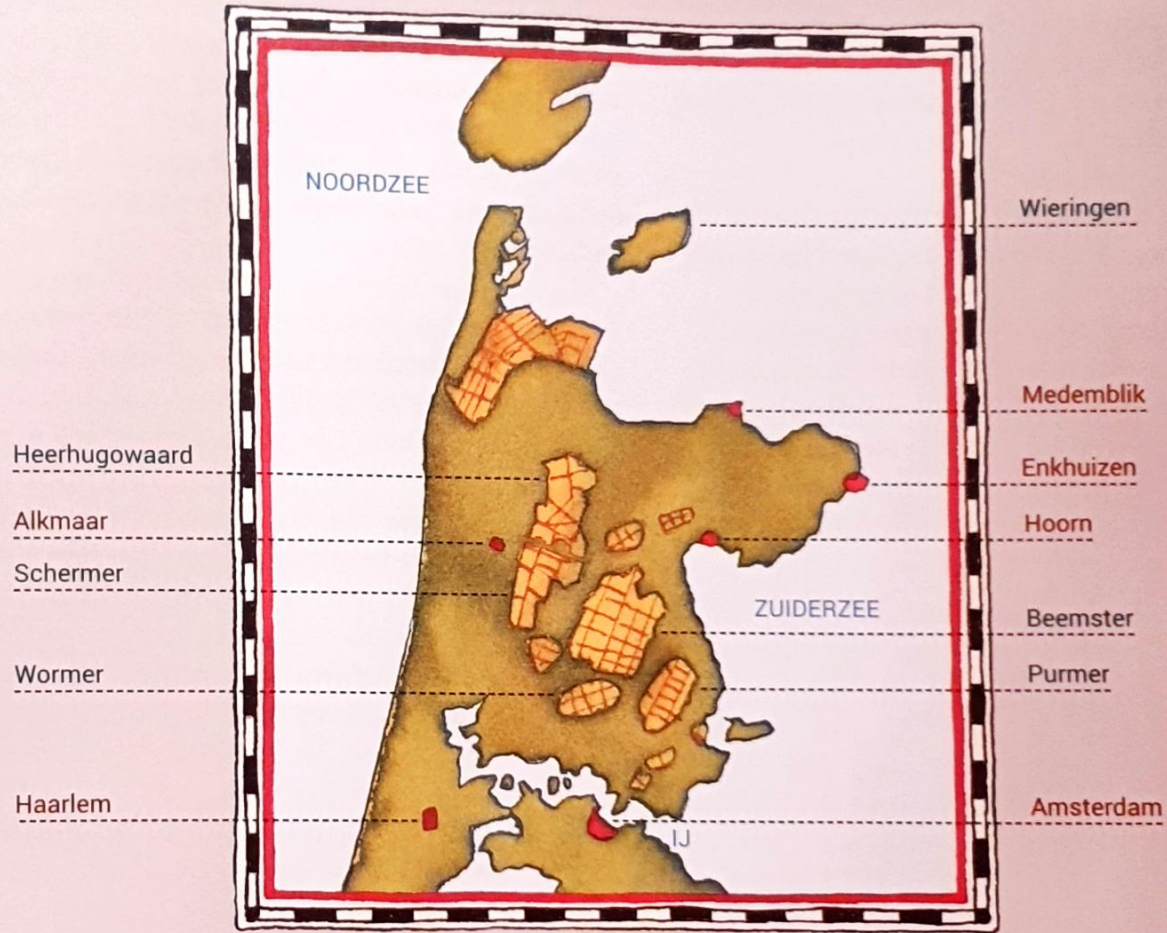 NOORDZEE
Wieringen
Medemblik
Heerhugowaard
Enkhuizen
Alkmaar
Hoorn
Schermer
ZUIDERZEE
Beemster
Wormer
Purmer
Haarlem
Amsterdam
IJ